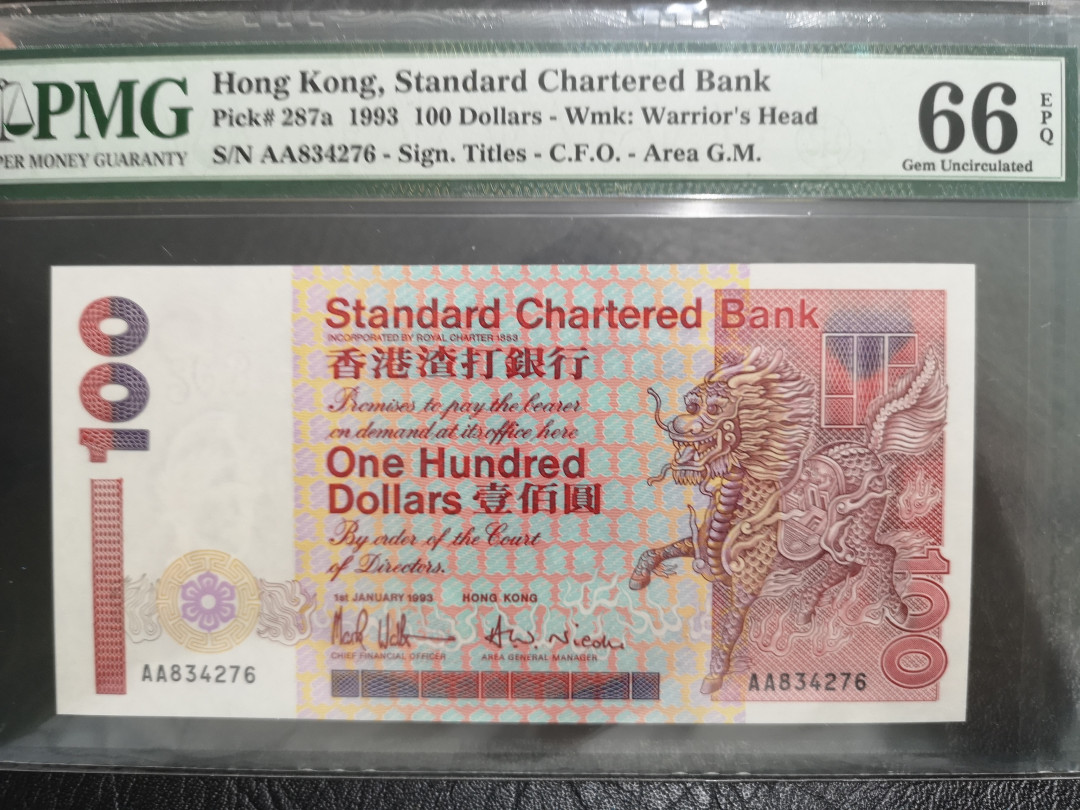 PMG
PER MONEY GUARANTY
Hong Kong, Standard Chartered Bank
Pick# 287a 1993 100 Dollars - Wmk: Warrior's Head
S/N AA834276 - Sign. Titles - C.F.O. - Area G.M.
66
EPQ
Gem Uncirculated
100
Standard Chartered Bank
INCORPORATED BY ROYAL CHARTER 1853
香港渣打銀行
Promises to pay the bearer
on demand at its office here
One Hundred
Dollars 壹佰圓
By order of the Court
of Directors.
1st JANUARY 1993 HONG KONG
CHIEF FINANCIAL OFFICER AREA GENERAL MANAGER
AA834276
AA834276
100